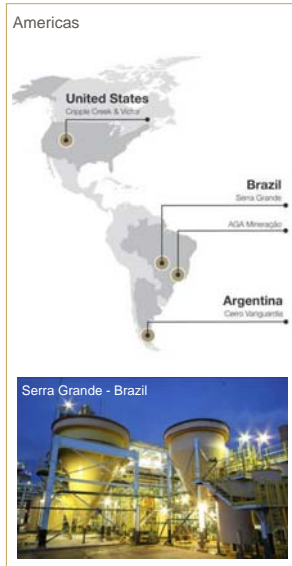 Americas
United States
Cripple Creek & Victor
Brazil
Serra Grande
AGA Mineração
Argentina
Cerro Vanguardia
Serra Grande - Brazil